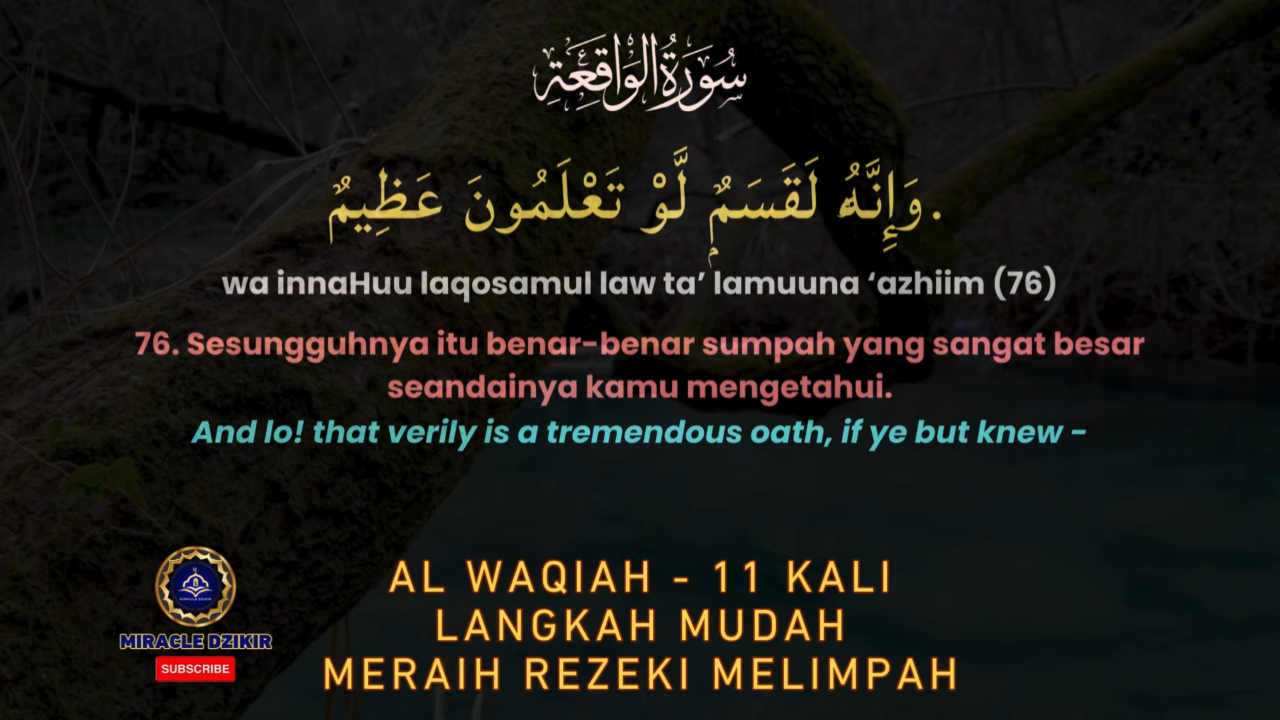 سُورَةُ الوَاقِعَةِ
وَإِنَّهُ لَقَسَمٌ لَّوْ تَعْلَمُونَ عَظِيمٌ.
wa innaHuu laqosamul law ta’ lamuuna ‘azhiim (76)
76. Sesungguhnya itu benar-benar sumpah yang sangat besar
seandainya kamu mengetahui.
And lo! that verily is a tremendous oath, if ye but knew -
AL WAQIAH - 11 KALI
LANGKAH MUDAH
MERAIH REZEKI MELIMPAH
MIRACLE DZIKIR
MIRACLE DZIKIR
SUBSCRIBE